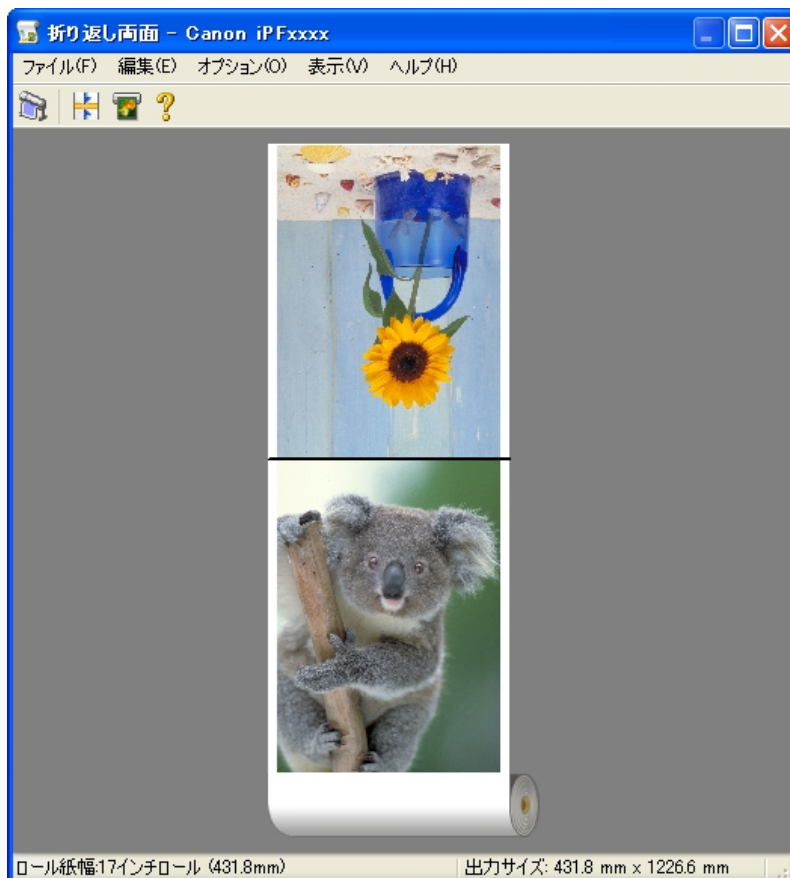 折り返し両面 - Canon iPFxxxx
ファイル(F) 編集(E) オプション(O) 表示(V) ヘルプ(H)
ロール紙幅:17インチロール (431.8mm) 出力サイズ: 431.8 mm x 1226.6 mm